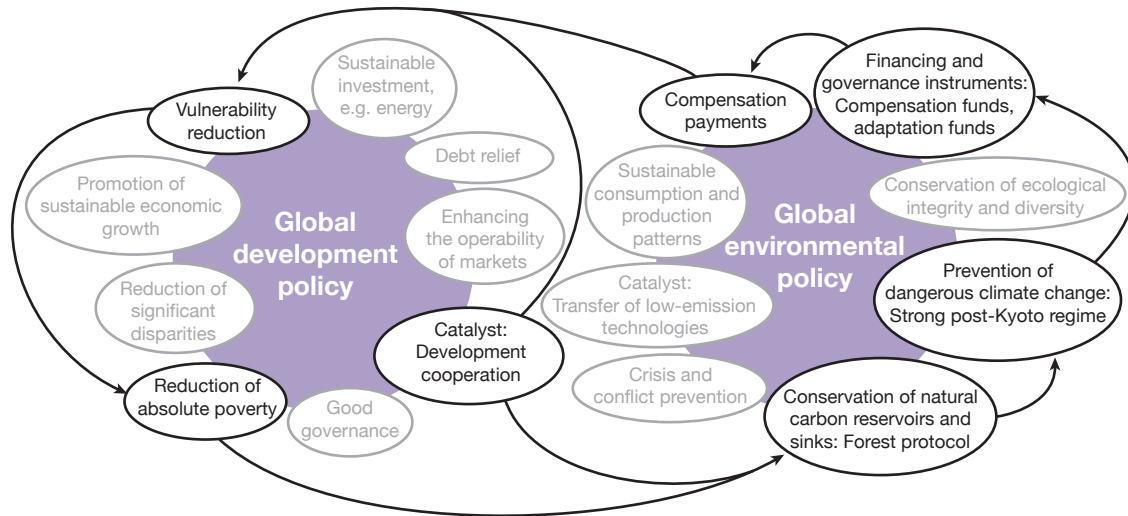 Sustainable
investment,
e.g. energy
Vulnerability
reduction
Debt relief
Promotion of
sustainable economic
growth
Enhancing
the operability
of markets
Global
development
policy
Reduction of
significant
disparities
Catalyst:
Development
cooperation
Reduction of
absolute poverty
Good
governance
Financing and
governance instruments:
Compensation funds,
adaptation funds
Compensation
payments
Sustainable
consumption and
production
patterns
Conservation of ecological
integrity and diversity
Global
environmental
policy
Catalyst:
Transfer of low-emission
technologies
Prevention of
dangerous climate change:
Strong post-Kyoto regime
Crisis and
conflict prevention
Conservation of natural
carbon reservoirs and
sinks: Forest protocol